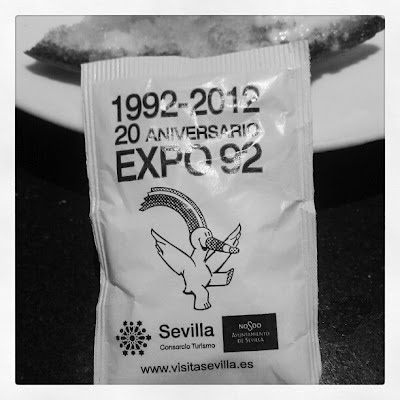 1992-2012
20 ANIVERSARIO
EXPO 92
Sevilla
Consorcio Turismo
NO8DO
AYUNTAMIENTO
DE SEVILLA
www.visitasevilla.es